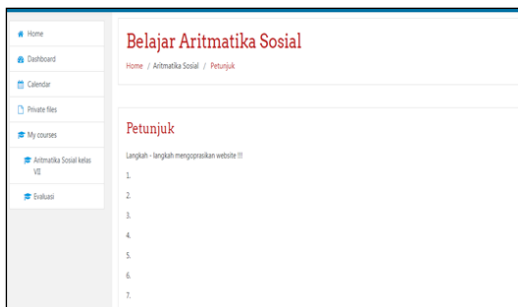 Home
Dashboard
Calendar
Private files
My courses
Aritmatika Sosial kelas
VII
Evaluasi
Belajar Aritmatika Sosial
Home / Aritmatika Sosial / Petunjuk
Petunjuk
Langkah - langkah mengoprasikan website !!!
1.
2.
3.
4.
5.
6.
7.